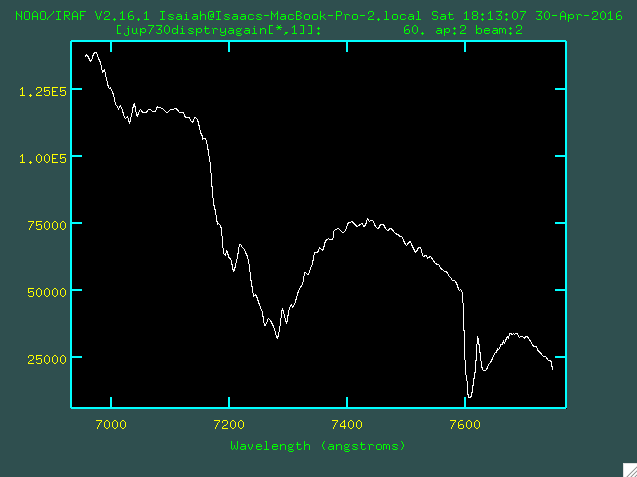 NOAO/IRAF V2.16.1 Isaiah@Isaacs-MacBook-Pro-2.local Sat 18:13:07 30-Apr-2016
[jup730disptryagain[*,1]]: 60. ap:2 beam:2
1.25E5
1.00E5
75000
50000
25000
7000 7200 7400 7600
Wavelength (angstroms)